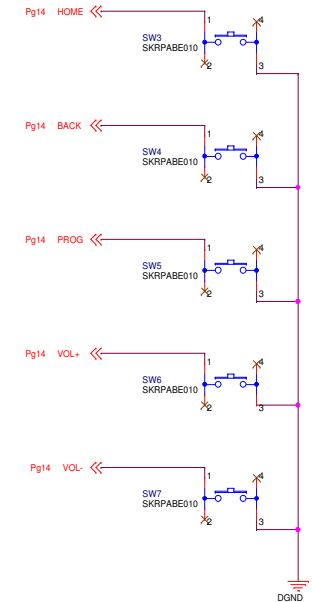 Pg14 HOME
1
4
SW3
SKRPABE010
2
3
Pg14 BACK
1
4
SW4
SKRPABE010
2
3
Pg14 PROG
1
4
SW5
SKRPABE010
2
3
Pg14 VOL+
1
4
SW6
SKRPABE010
2
3
Pg14 VOL-
1
4
SW7
SKRPABE010
2
3
DGND